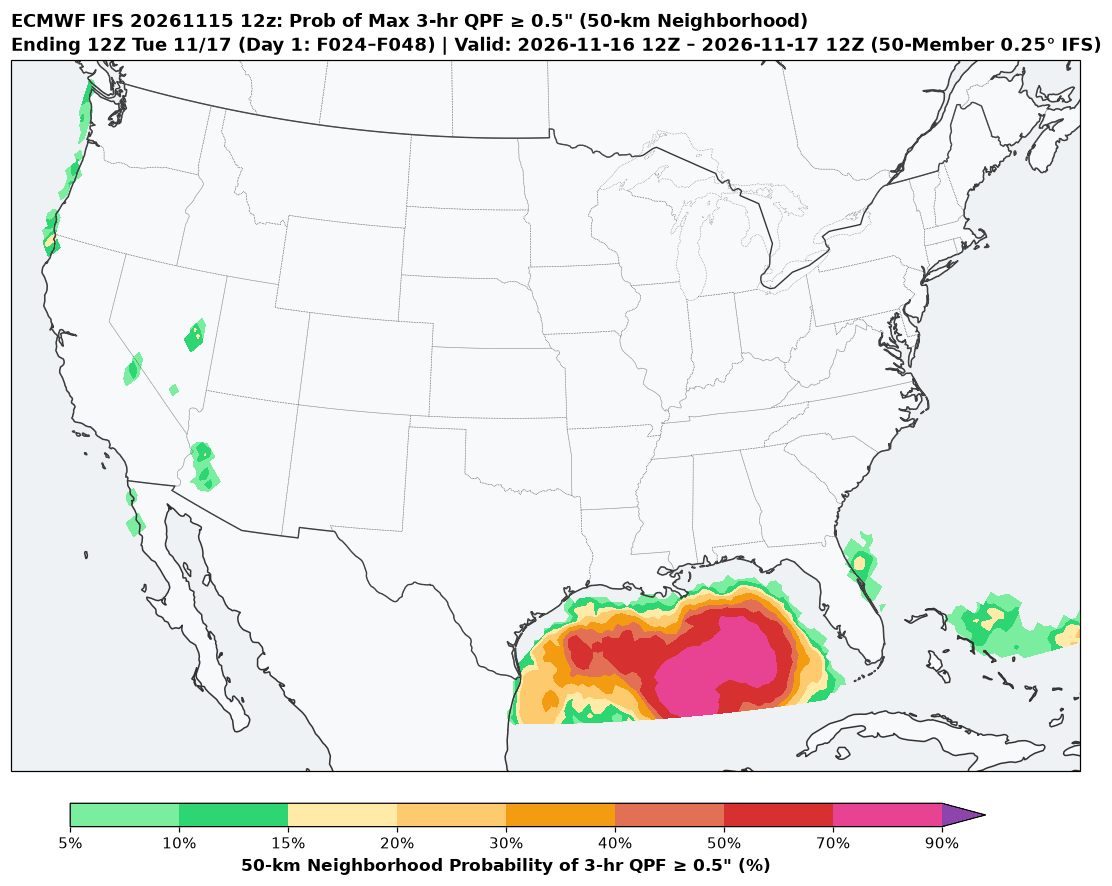 ECMWF IFS 20261115 12z: Prob of Max 3-hr QPF ≥ 0.5" (50-km Neighborhood)
Ending 12Z Tue 11/17 (Day 1: F024–F048) | Valid: 2026-11-16 12Z – 2026-11-17 12Z (50-Member 0.25° IFS)
5% 10% 15% 20% 30% 40% 50% 70% 90%
50-km Neighborhood Probability of 3-hr QPF ≥ 0.5" (%)